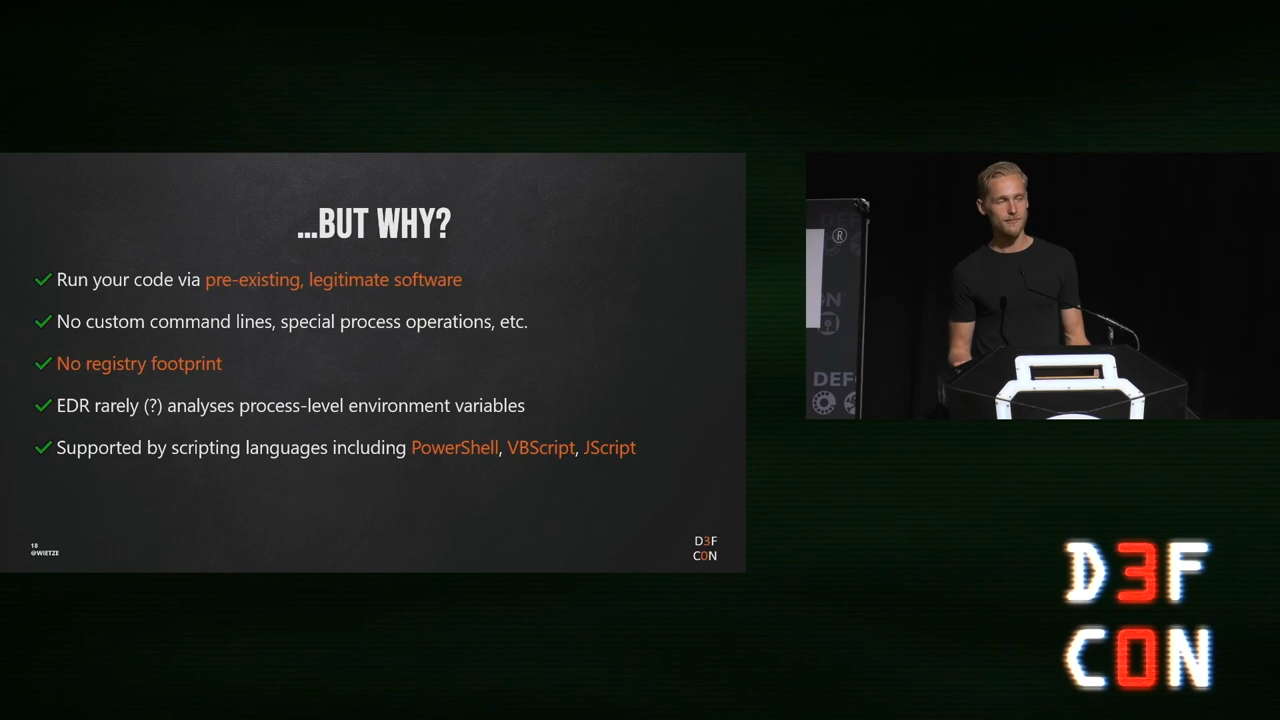 ...BUT WHY?
Run your code via pre-existing, legitimate software
No custom command lines, special process operations, etc.
No registry footprint
EDR rarely (?) analyses process-level environment variables
Supported by scripting languages including PowerShell, VBScript, JScript
18
@WIETZE
D3F
C0N
®
DEF
D3F
C0N